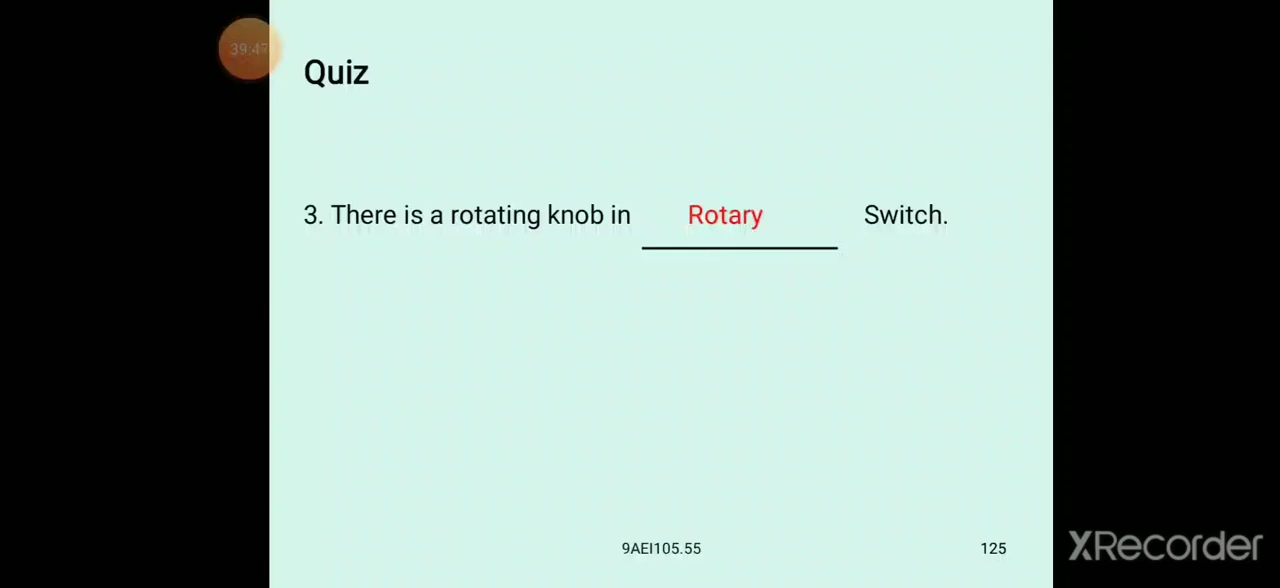 39:47
Quiz
3. There is a rotating knob in Rotary Switch.
9AEI105.55
125
XRecorder